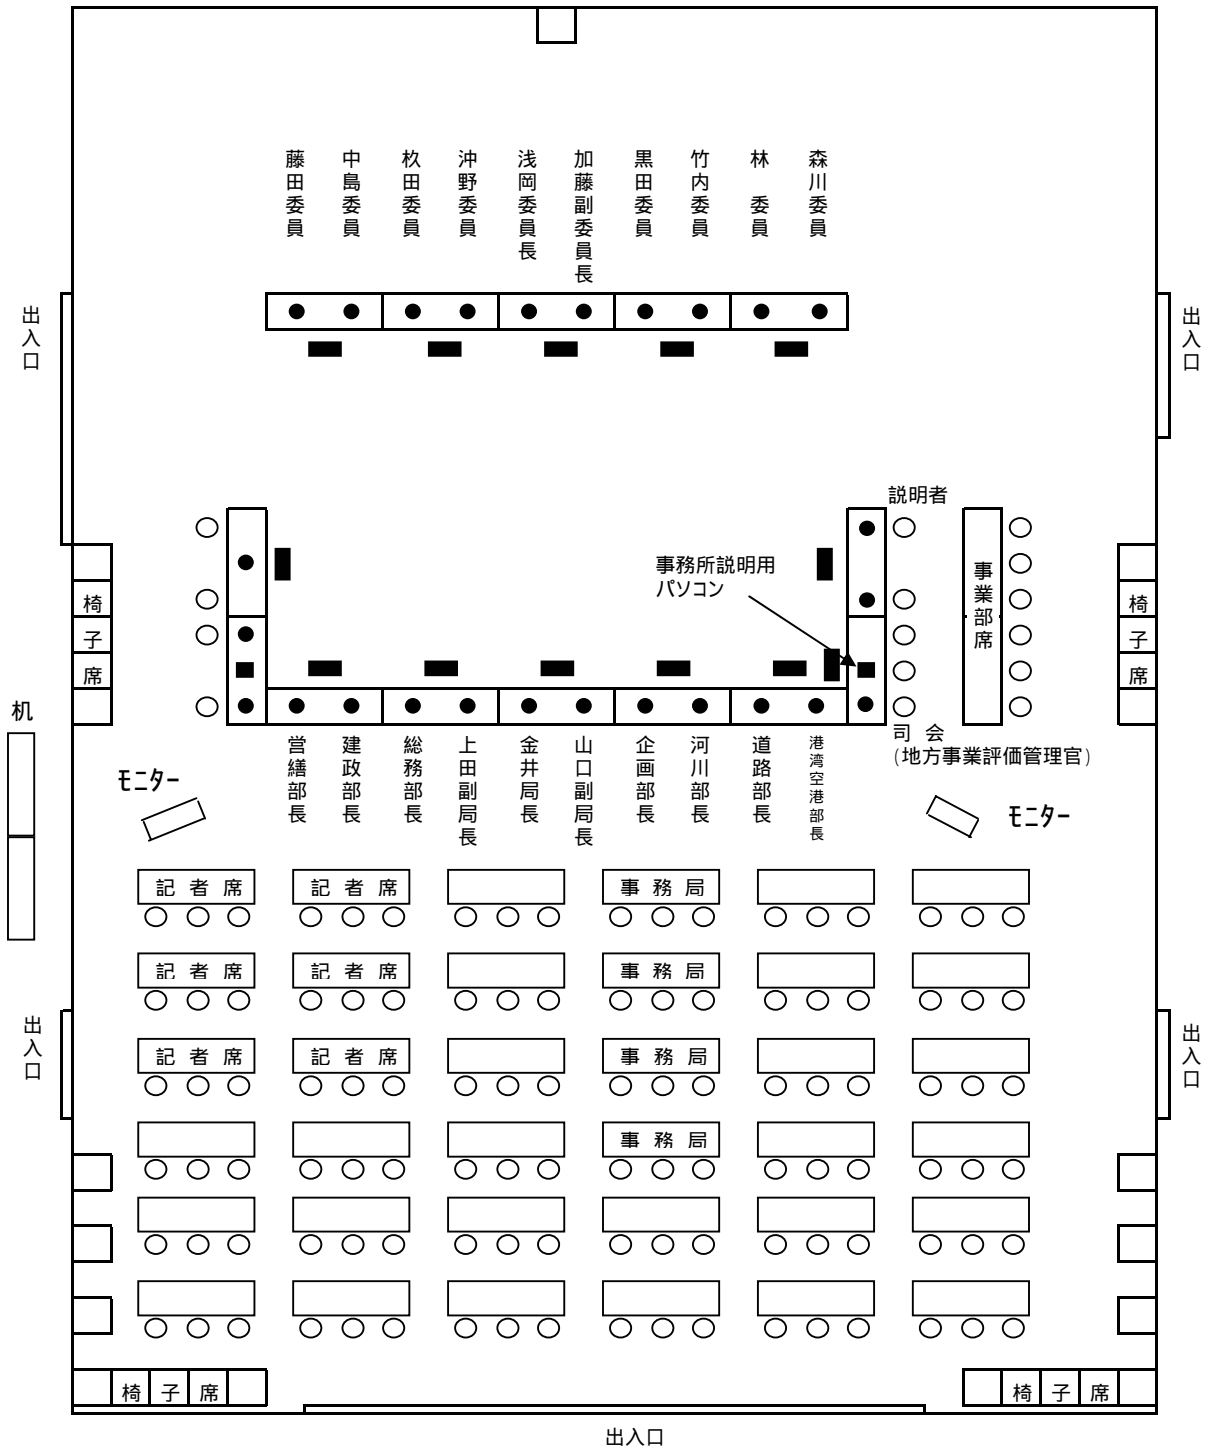 藤田委員
中島委員
杦田委員
沖野委員
浅岡委員長
加藤副委員長
黒田委員
竹内委員
林　委員
森川委員
出入口
出入口
説明者
事務所説明用
パソコン
事業部席
椅子席
椅子席
机
司　会
(地方事業評価管理官)
営繕部長
建政部長
総務部長
上田副局長
金井局長
山口副局長
企画部長
河川部長
道路部長
港湾空港部長
ﾓﾆﾀｰ
ﾓﾆﾀｰ
記者席
記者席
事務局
記者席
記者席
事務局
出入口
出入口
記者席
記者席
事務局
事務局
椅子席
椅子席
出入口